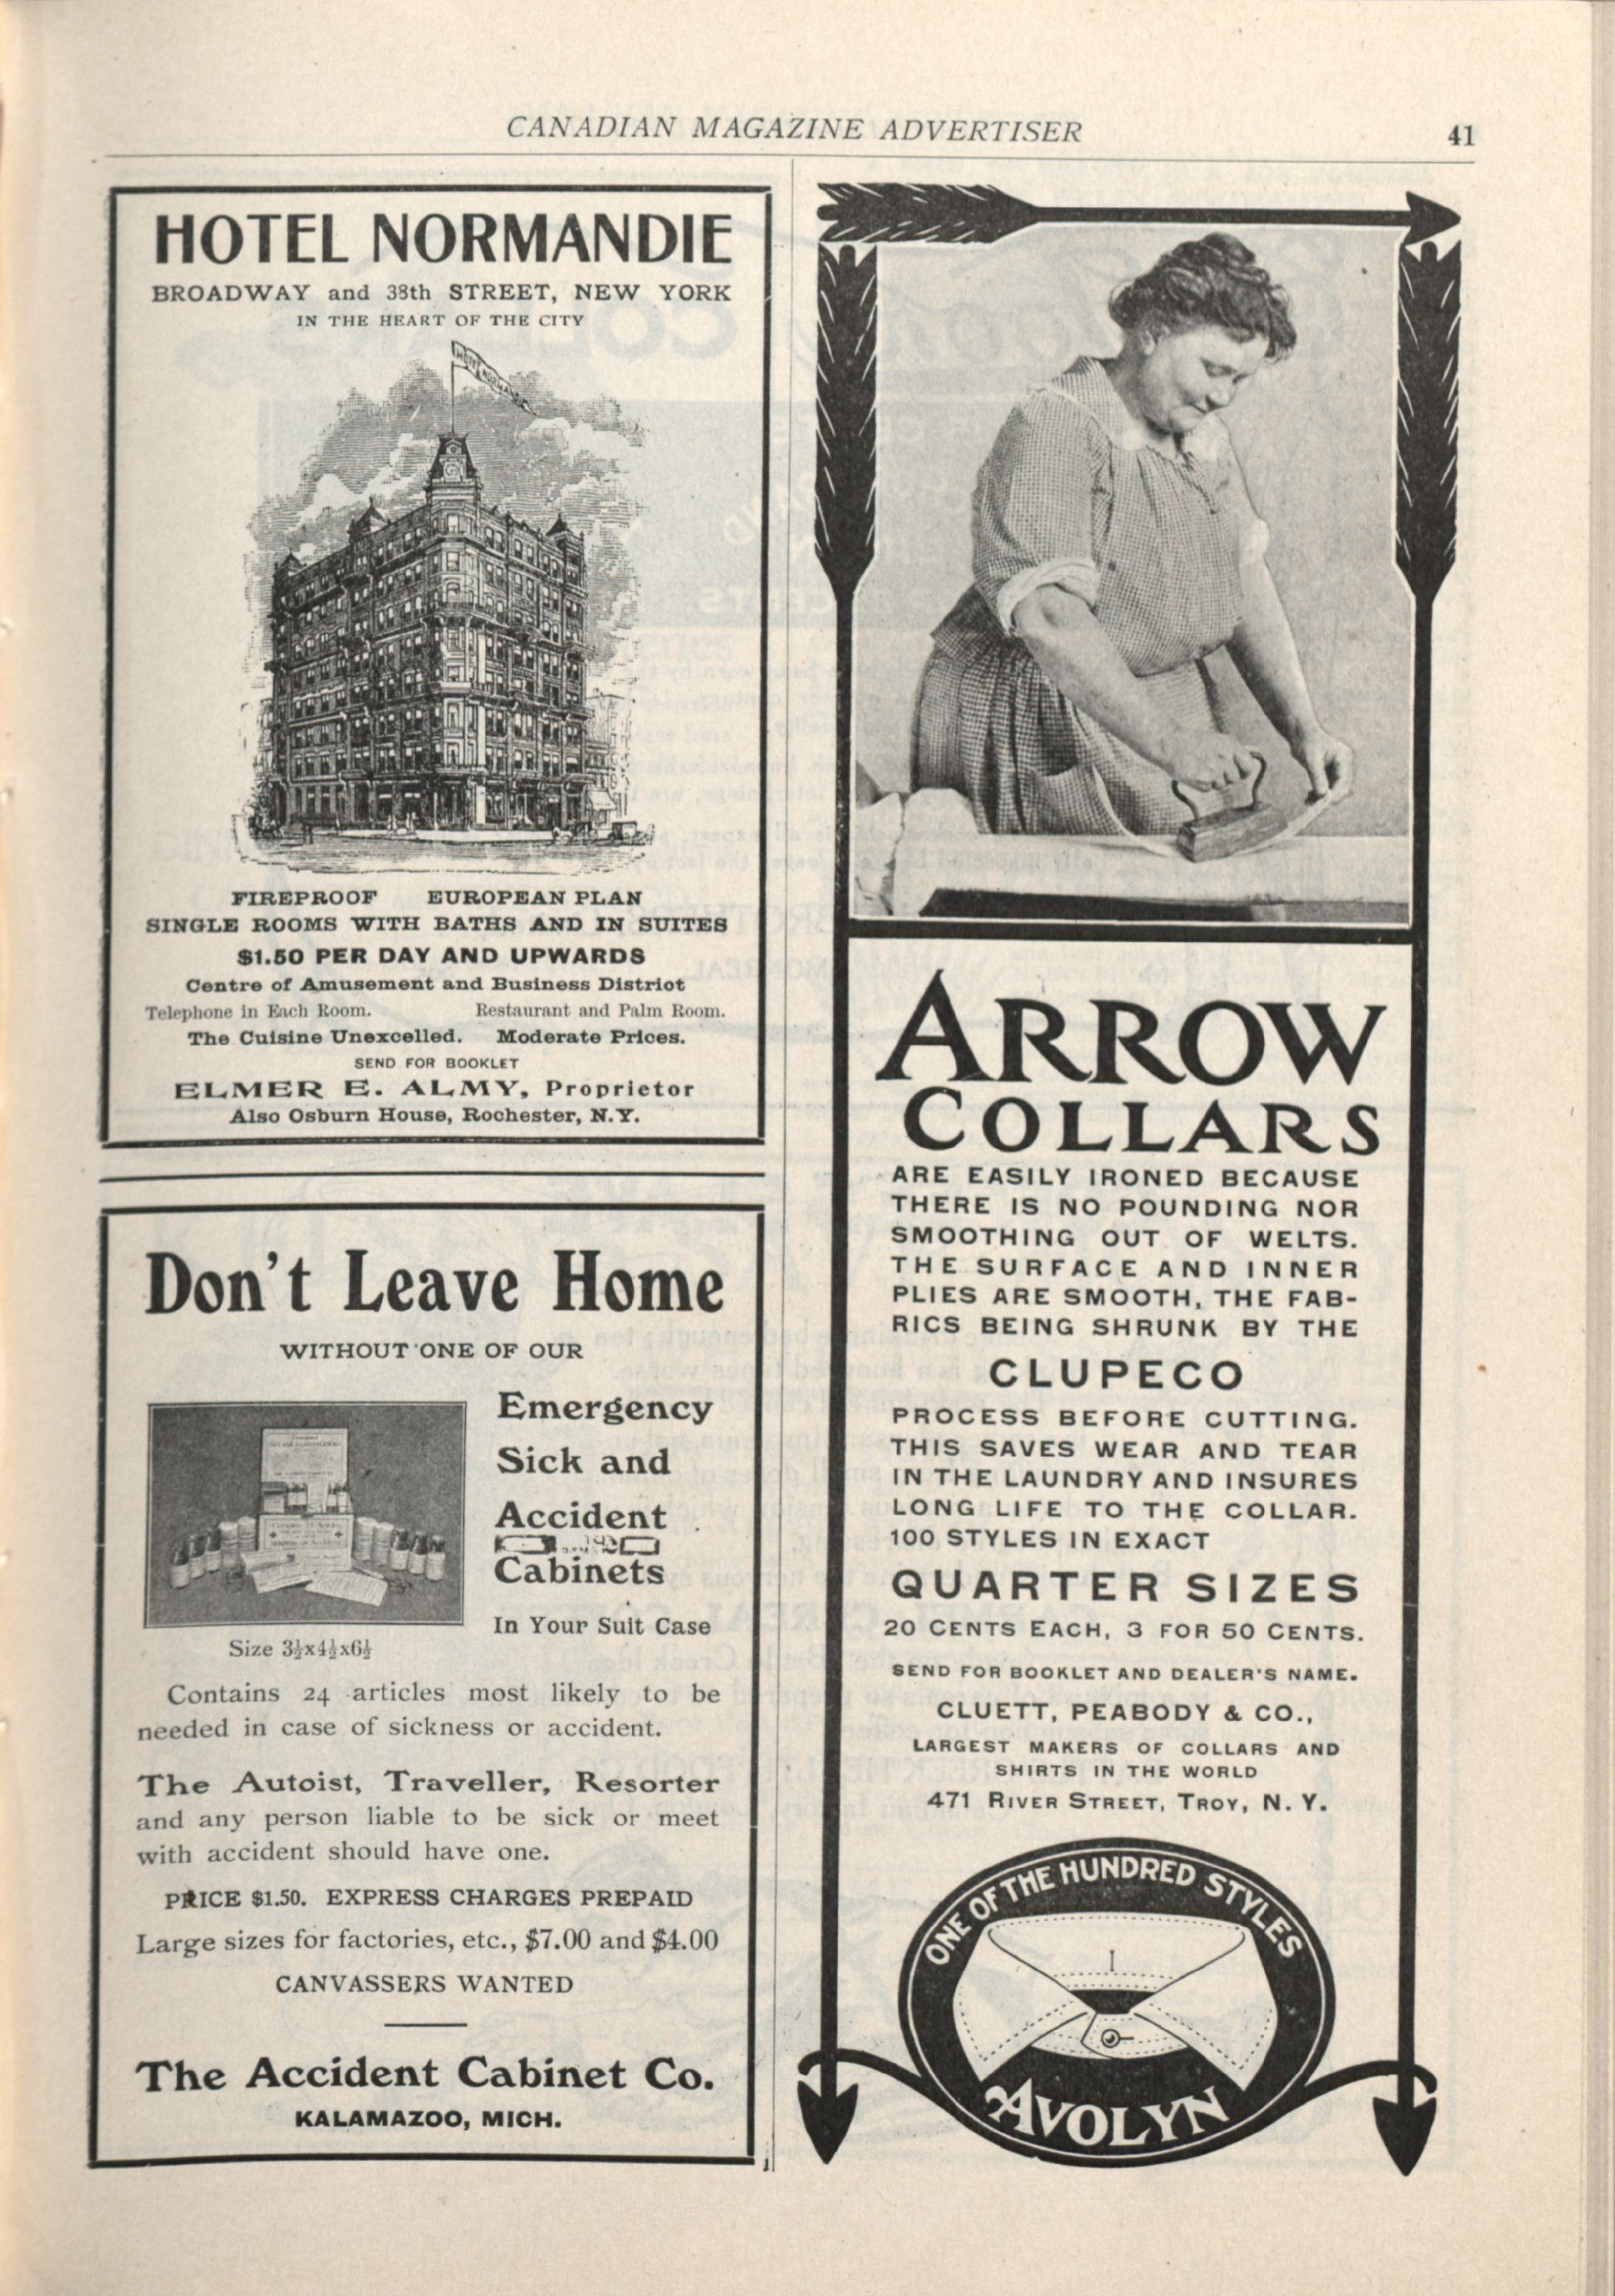 CANADIAN MAGAZINE ADVERTISER
41
HOTEL NORMANDIE
BROADWAY and 38th STREET, NEW YORK
IN THE HEART OF THE CITY
HOTEL NORMANDIE
FIREPROOF EUROPEAN PLAN
SINGLE ROOMS WITH BATHS AND IN SUITES
$1.50 PER DAY AND UPWARDS
Centre of Amusement and Business District
Telephone in Each Room. Restaurant and Palm Room.
The Cuisine Unexcelled. Moderate Prices.
SEND FOR BOOKLET
ELMER E. ALMY, Proprietor
Also Osburn House, Rochester, N.Y.
Don't Leave Home
WITHOUT ONE OF OUR
Emergency
Sick and
Accident
Cabinets
In Your Suit Case
Size 3½x4½x6½
Contains 24 articles most likely to be
needed in case of sickness or accident.
The Autoist, Traveller, Resorter
and any person liable to be sick or meet
with accident should have one.
PRICE $1.50. EXPRESS CHARGES PREPAID
Large sizes for factories, etc., $7.00 and $4.00
CANVASSERS WANTED
The Accident Cabinet Co.
KALAMAZOO, MICH.
ARROW
COLLARS
ARE EASILY IRONED BECAUSE
THERE IS NO POUNDING NOR
SMOOTHING OUT OF WELTS.
THE SURFACE AND INNER
PLIES ARE SMOOTH, THE FAB-
RICS BEING SHRUNK BY THE
CLUPECO
PROCESS BEFORE CUTTING.
THIS SAVES WEAR AND TEAR
IN THE LAUNDRY AND INSURES
LONG LIFE TO THE COLLAR.
100 STYLES IN EXACT
QUARTER SIZES
20 CENTS EACH, 3 FOR 50 CENTS.
SEND FOR BOOKLET AND DEALER'S NAME.
CLUETT, PEABODY & CO.,
LARGEST MAKERS OF COLLARS AND
SHIRTS IN THE WORLD
471 RIVER STREET, TROY, N. Y.
ONE OF THE HUNDRED STYLES
AVOLYN